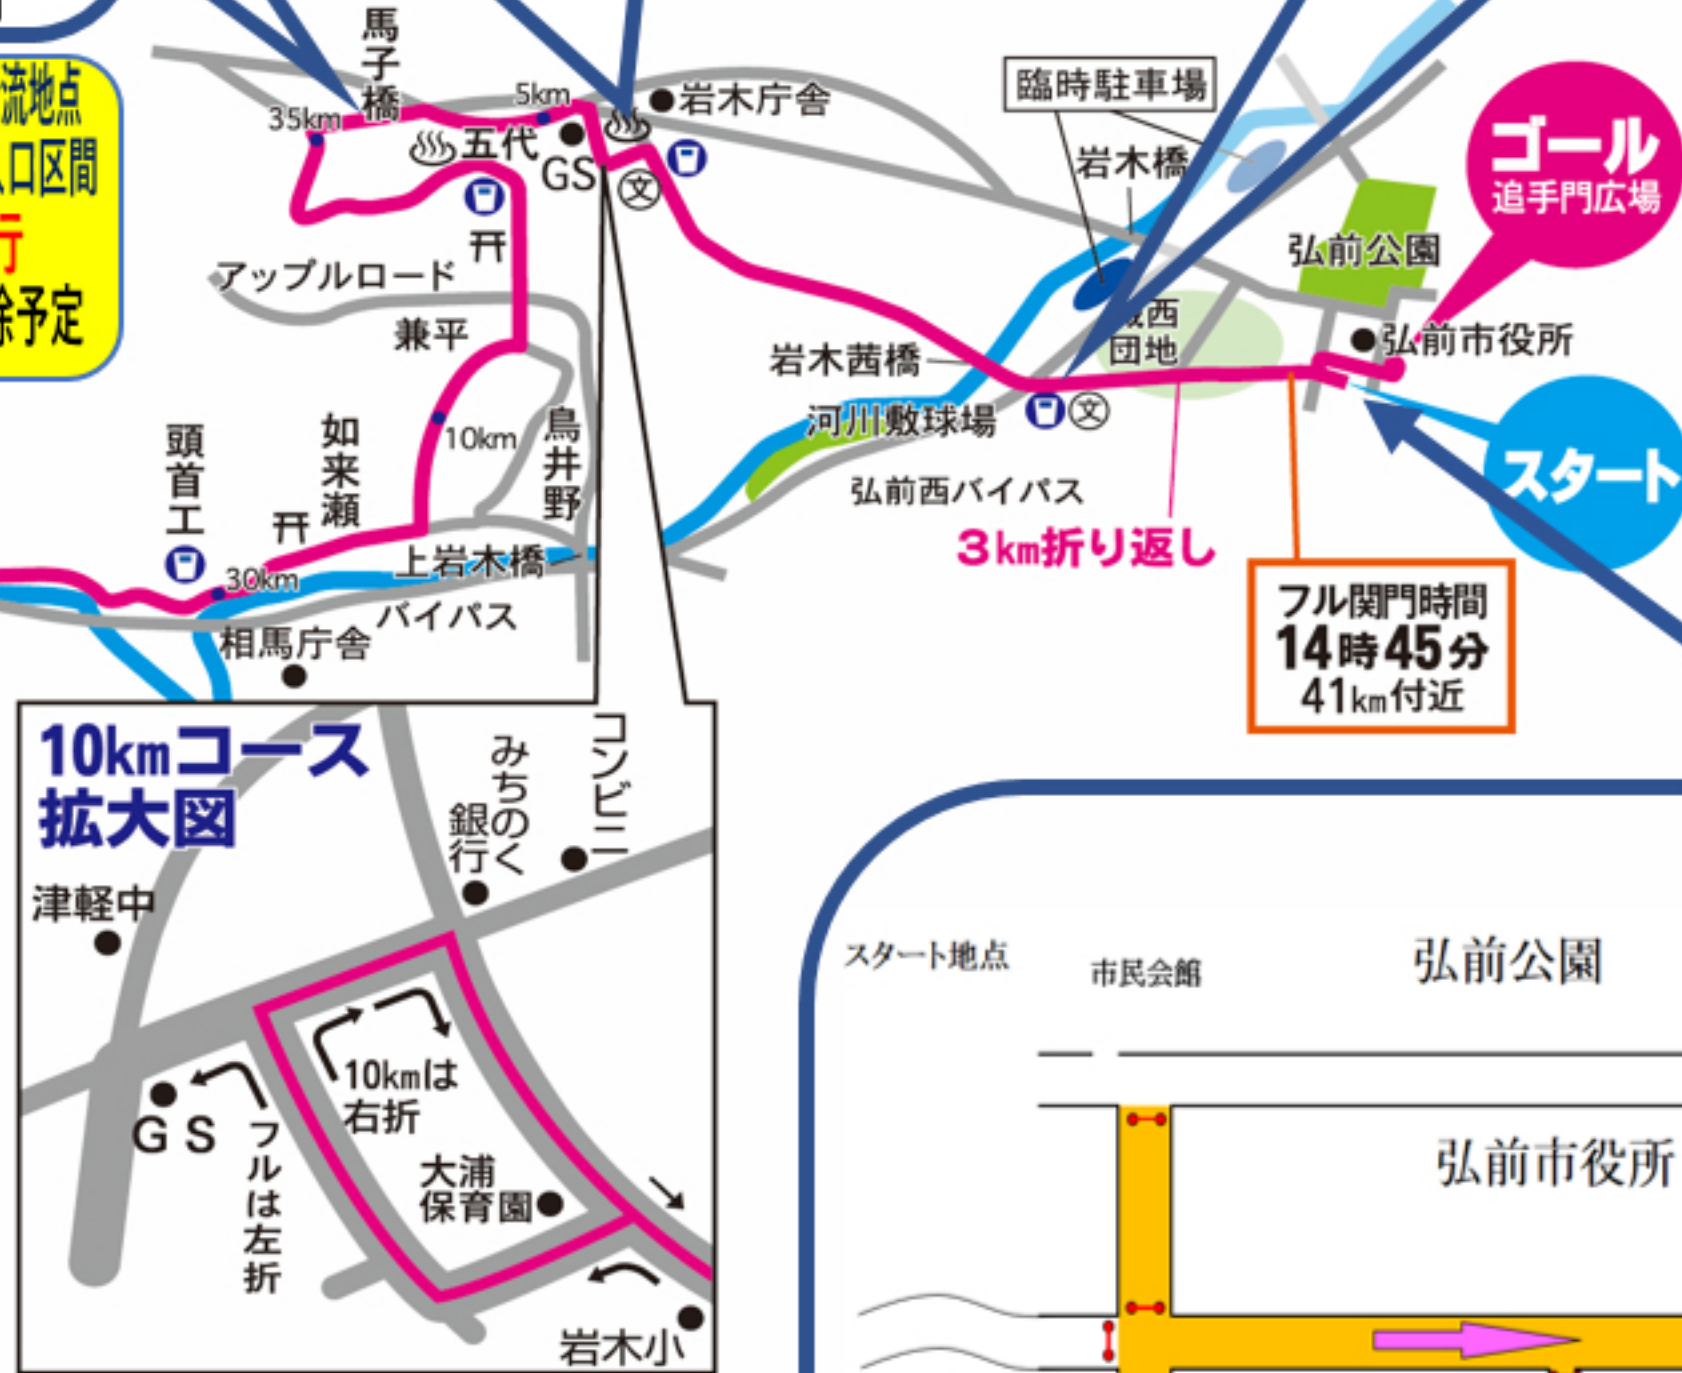 流地点
入口区間
行
除予定
馬子橋
35km
5km
五代
GS
文
岩木庁舎
臨時駐車場
岩木橋
ゴール
追手門広場
弘前公園
アップルロード
兼平
城西
団地
弘前市役所
岩木茜橋
河川敷球場
文
スタート
10km
鳥井野
頭首工
如来瀬
弘前西バイパス
3km折り返し
上岩木橋
30km
バイパス
相馬庁舎
フル関門時間
14時45分
41km付近
10kmコース
拡大図
みちのく
銀行
コンビニ
津軽中
10kmは
右折
GS
フルは左折
大浦
保育園
岩木小
スタート地点
市民会館
弘前公園
弘前市役所